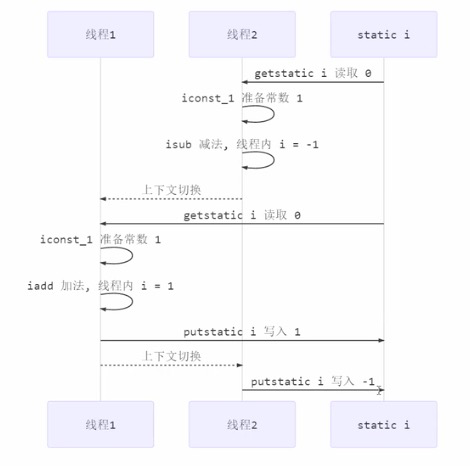 线程1
线程2
static i
getstatic i 读取 0
iconst_1 准备常数 1
isub 减法, 线程内 i = -1
上下文切换
getstatic i 读取 0
iconst_1 准备常数 1
iadd 加法, 线程内 i = 1
putstatic i 写入 1
上下文切换
putstatic i 写入 -1
线程1
线程2
static i